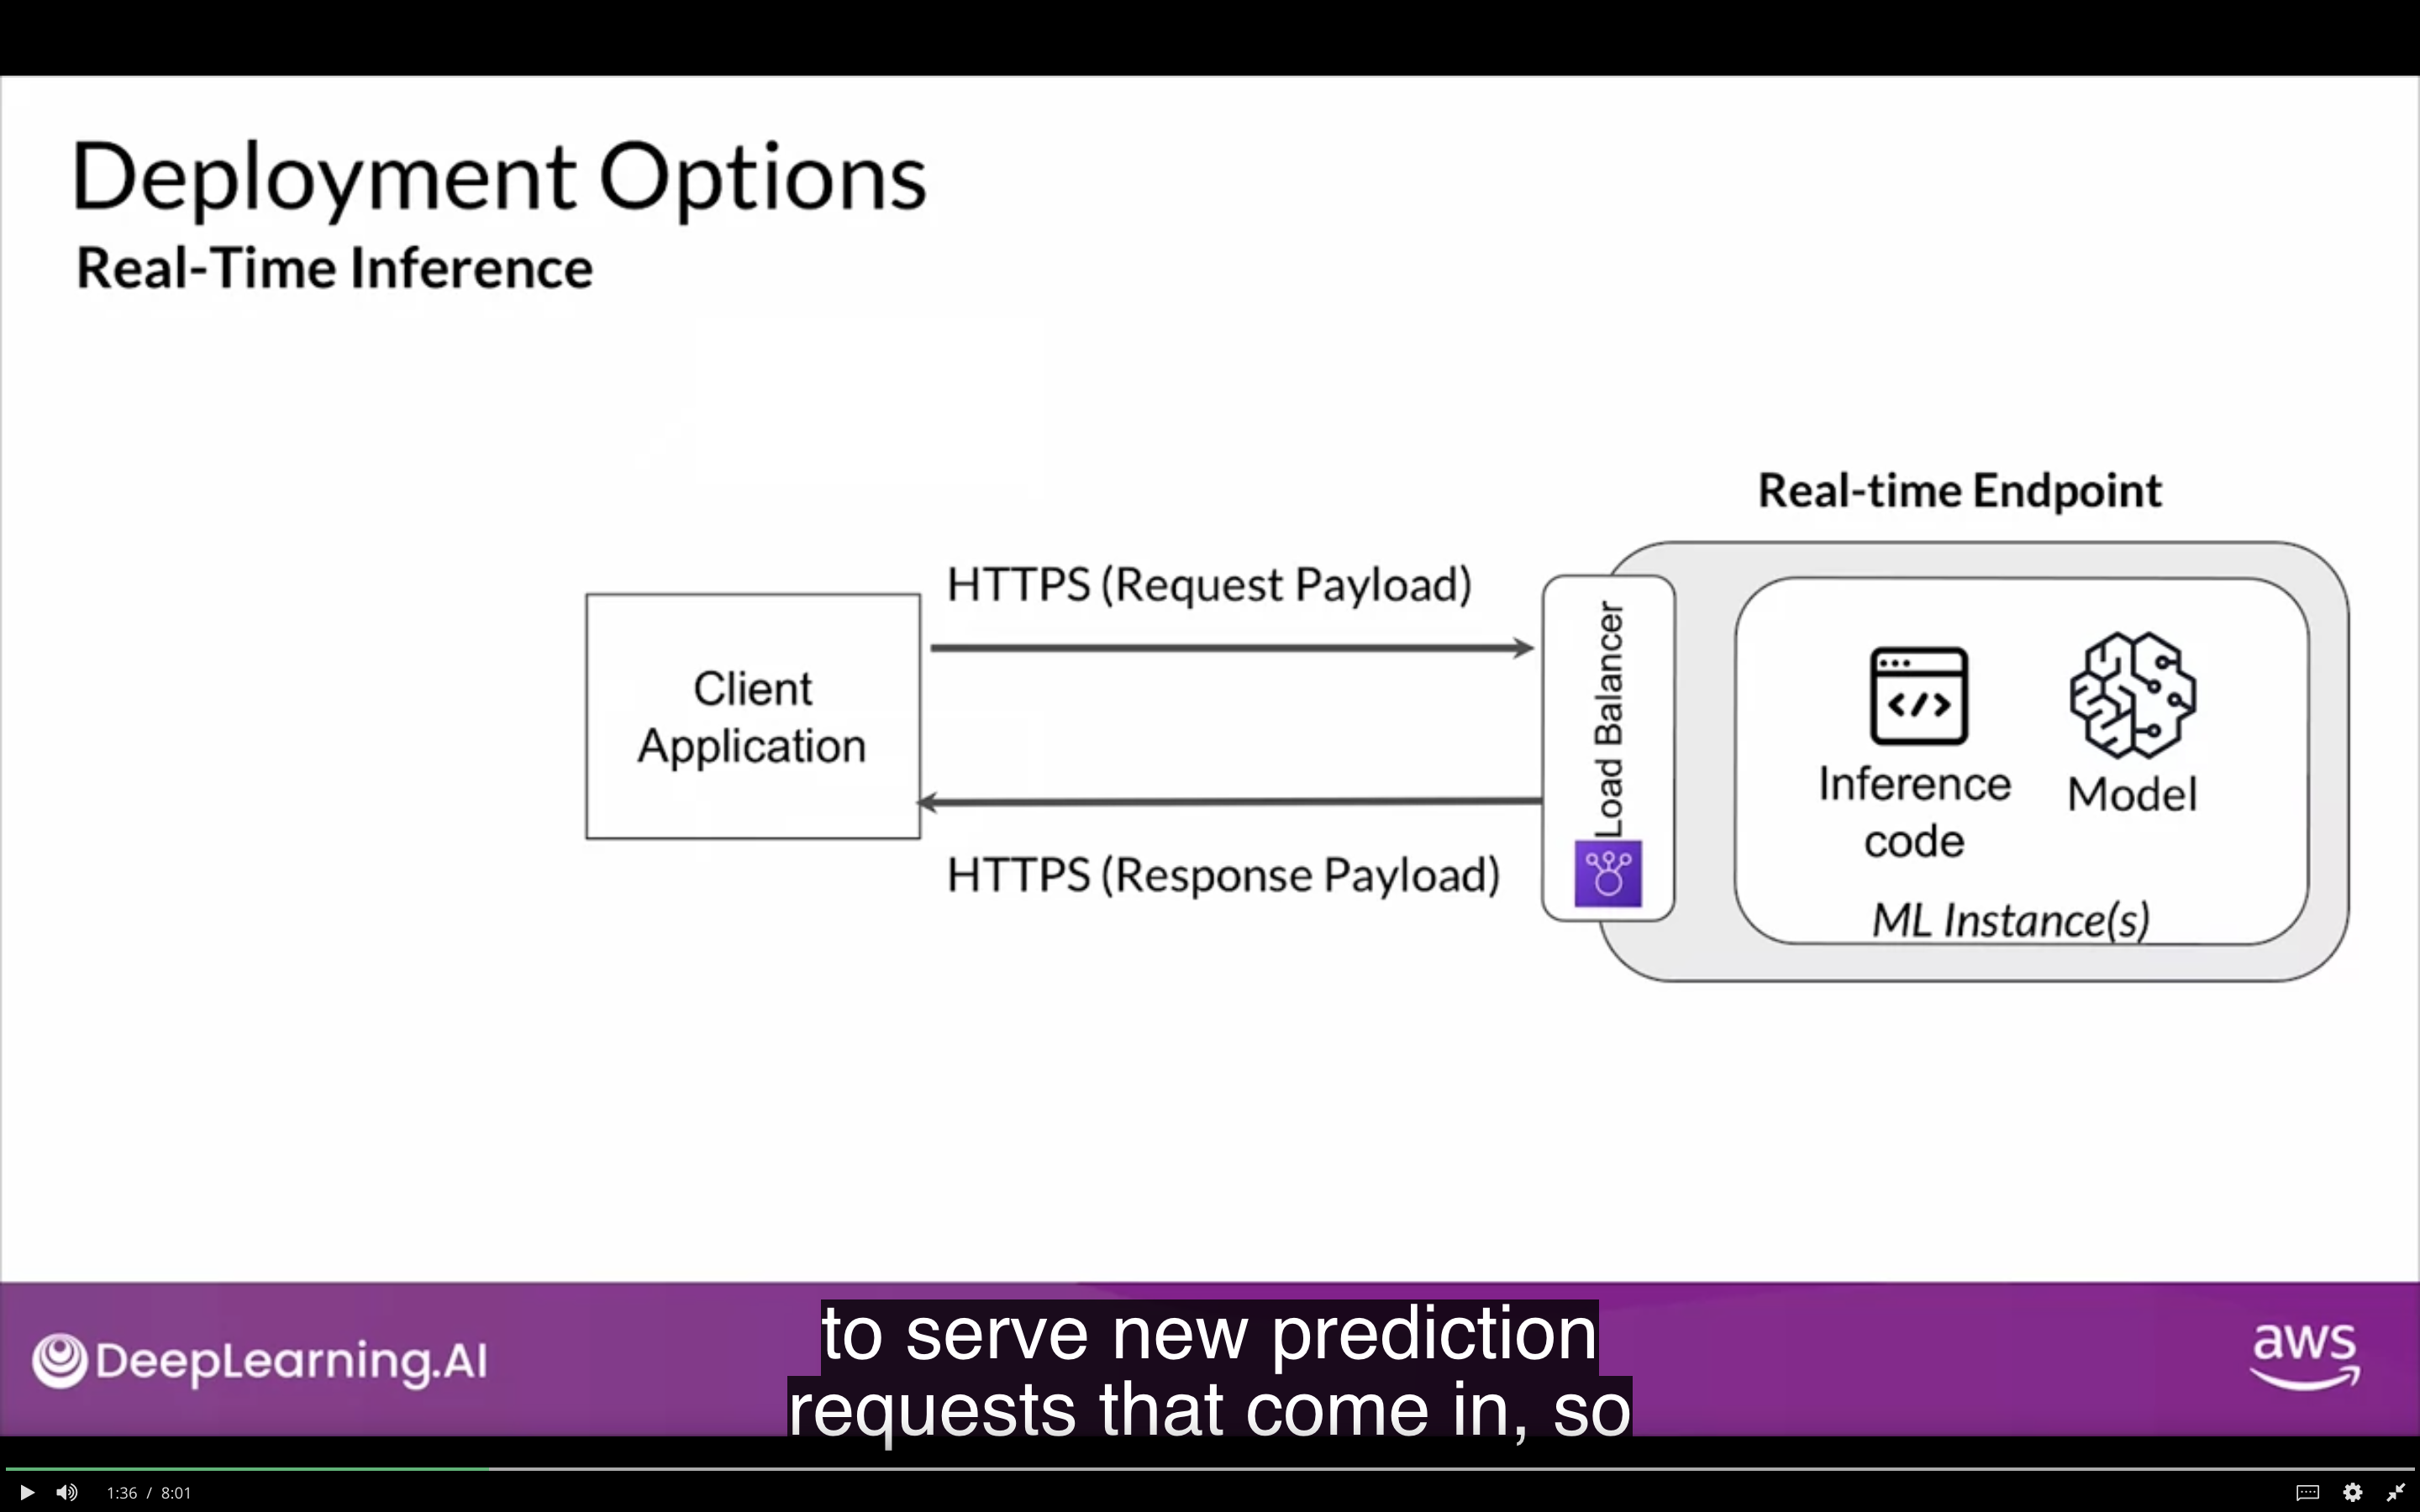 Deployment Options
Real-Time Inference
Real-time Endpoint
HTTPS (Request Payload)
Client
Application
Load Balancer
Inference
code
Model
HTTPS (Response Payload)
ML Instance(s)
DeepLearning.AI
to serve new prediction
requests that come in, so
aws
1:36 / 8:01